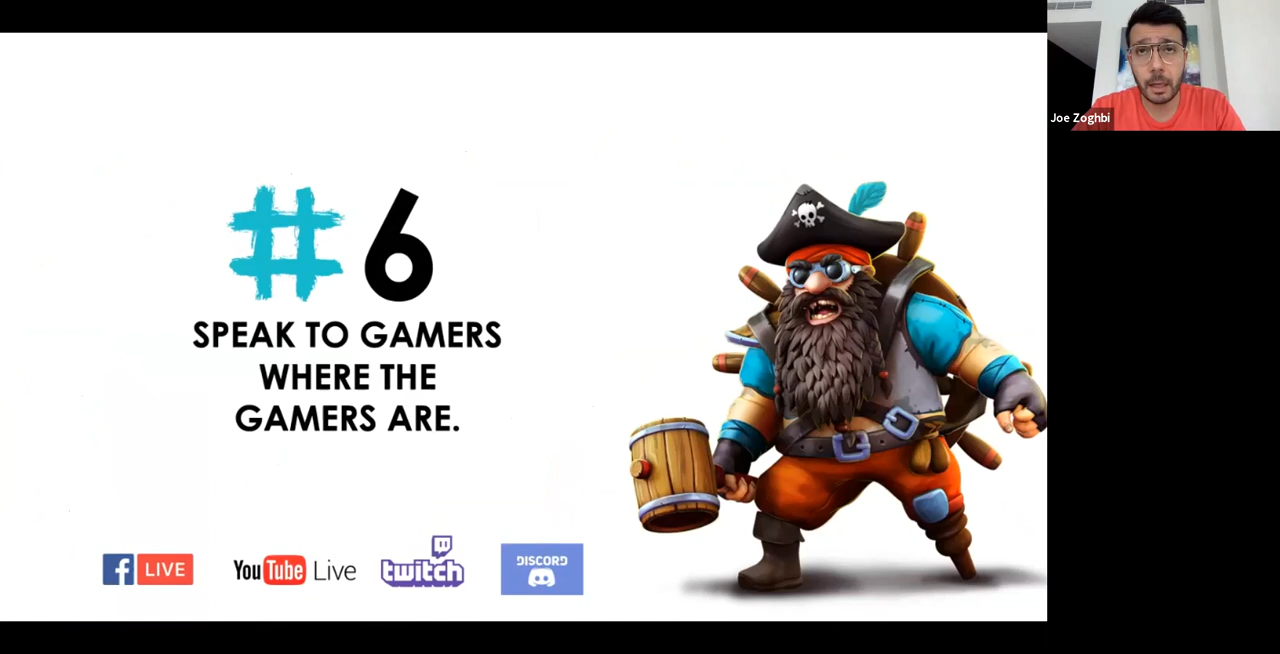 Joe Zoghbi
#6
SPEAK TO GAMERS
WHERE THE
GAMERS ARE.
LIVE
YouTube Live
twitch
DISCORD